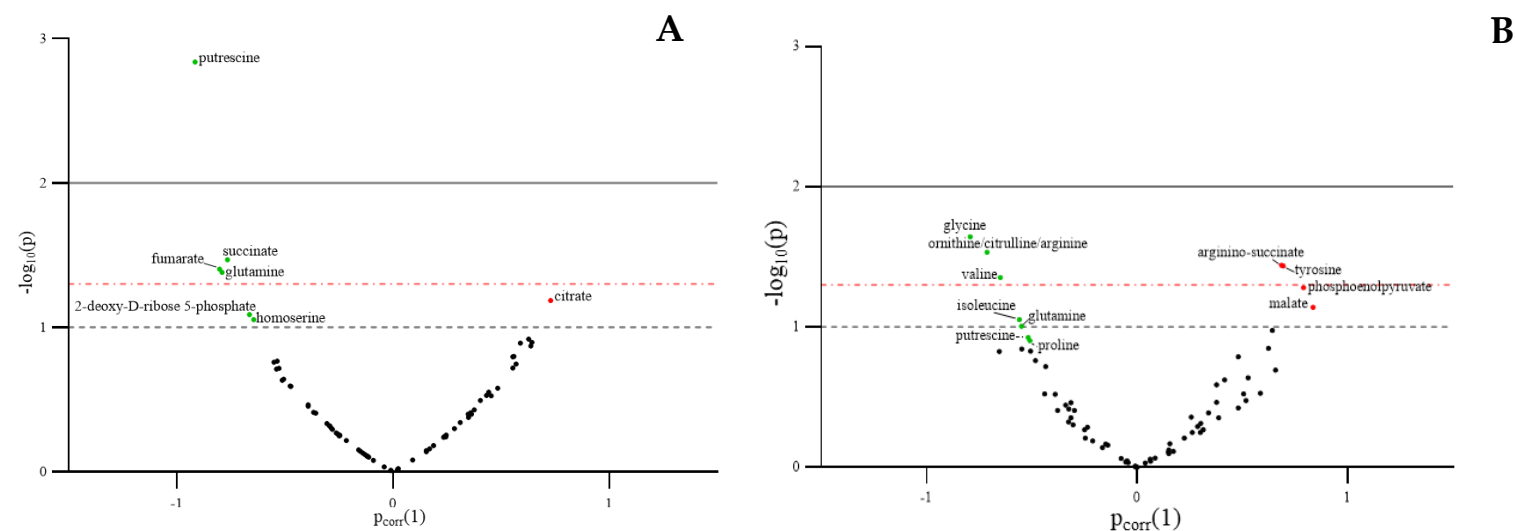 A
3
putrescine
2
succinate
fumarate
glutamine
-log10(p)
citrate
2-deoxy-D-ribose 5-phosphate
homoserine
1
0
-1
0
1
pcorr(1)
B
3
2
glycine
ornithine/citrulline/arginine
arginino-succinate
valine
tyrosine
phosphoenolpyruvate
-log10(p)
isoleucine
malate
glutamine
1
putrescine
proline
0
-1
0
1
pcorr(1)